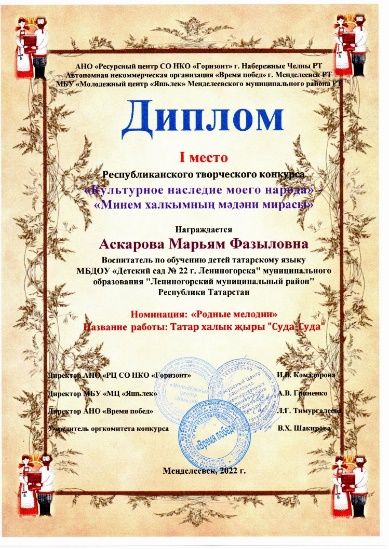 АНО «Ресурсный центр СО НКО «Горизонт» г. Набережные Челны РТ
Автономная некоммерческая организация «Время побед» г. Менделеевск РТ
МБУ «Молодежный центр «Яшьлек» Менделеевского муниципального района РТ
Диплом
I место
Республиканского творческого конкурса
«Культурное наследие моего народа»
«Минем халкымның мәдәни мирасы»
Награждается
Аскарова Марьям Фазыловна
Воспитатель по обучению детей татарскому языку
МБДОУ «Детский сад № 22 г. Лениногорска" муниципального
образования "Лениногорский муниципальный район"
Республики Татарстан
Номинации: «Родные мелодии»
Название работы: Татар халык җыры "Суда-Суда"
Директор АНО «РЦ СО НКО «Горизонт»
Директор МБУ «МЦ «Яшьлек» А.В. Гриненко
Директор АНО «Время побед»
оргкомитета конкурса В.Х. Шакирова
«Время побед»
Менделеевск, 2022 г.